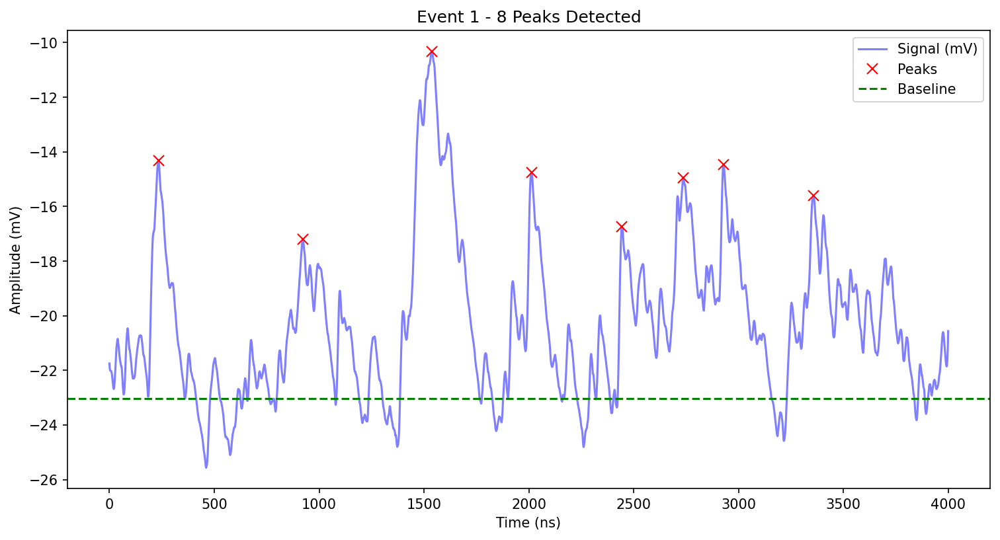 Event 1 - 8 Peaks Detected
Signal (mV)
Peaks
Baseline
Amplitude (mV)
−10
−12
−14
−16
−18
−20
−22
−24
−26
0 500 1000 1500 2000 2500 3000 3500 4000
Time (ns)